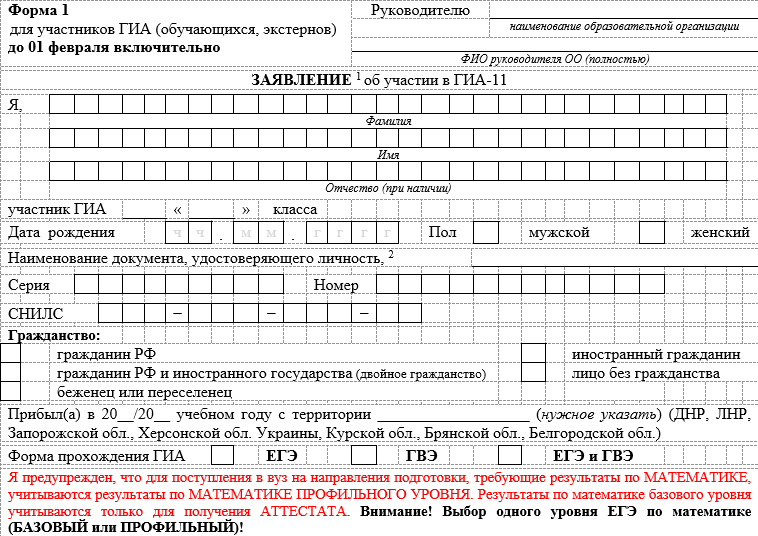 Форма 1
для участников ГИА (обучающихся, экстернов)
до 01 февраля включительно
Руководителю
наименование образовательной организации
ФИО руководителя ОО (полностью)
ЗАЯВЛЕНИЕ 1 об участии в ГИА-11
Я,
Фамилия
Имя
Отчество (при наличии)
участник ГИА ______ « ______ » класса
Дата рождения ч ч . м м . г г г г Пол мужской женский
Наименование документа, удостоверяющего личность, 2
Серия Номер
СНИЛС – – –
Гражданство:
гражданин РФ иностранный гражданин
гражданин РФ и иностранного государства (двойное гражданство) лицо без гражданства
беженец или переселенец
Прибыл(а) в 20__/20__ учебном году с территории ____________________ (нужное указать) (ДНР, ЛНР,
Запорожской обл., Херсонской обл. Украины, Курской обл., Брянской обл., Белгородской обл.)
Форма прохождения ГИА ЕГЭ ГВЭ ЕГЭ и ГВЭ
Я предупрежден, что для поступления в вуз на направления подготовки, требующие результаты по МАТЕМАТИКЕ,
учитываются результаты по МАТЕМАТИКЕ ПРОФИЛЬНОГО УРОВНЯ. Результаты по математике базового уровня
учитываются только для получения АТТЕСТАТА. Внимание! Выбор одного уровня ЕГЭ по математике
(БАЗОВЫЙ или ПРОФИЛЬНЫЙ)!